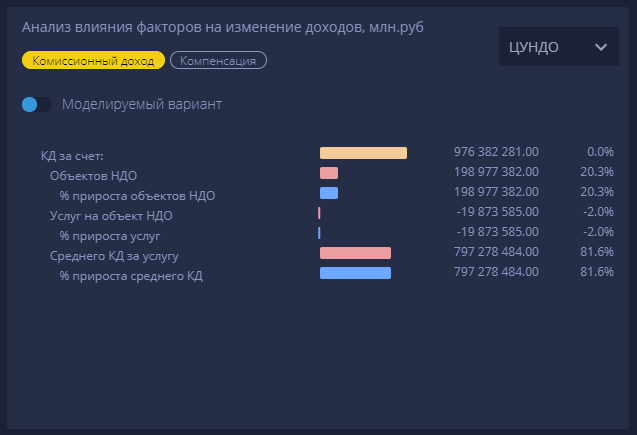 Анализ влияния факторов на изменение доходов, млн.руб
ЦУНДО
Комиссионный доход Компенсация
Моделируемый вариант
КД за счет: 976 382 281.00 0.0%
Объектов НДО 198 977 382.00 20.3%
% прироста объектов НДО 198 977 382.00 20.3%
Услуг на объект НДО -19 873 585.00 -2.0%
% прироста услуг -19 873 585.00 -2.0%
Среднего КД за услугу 797 278 484.00 81.6%
% прироста среднего КД 797 278 484.00 81.6%